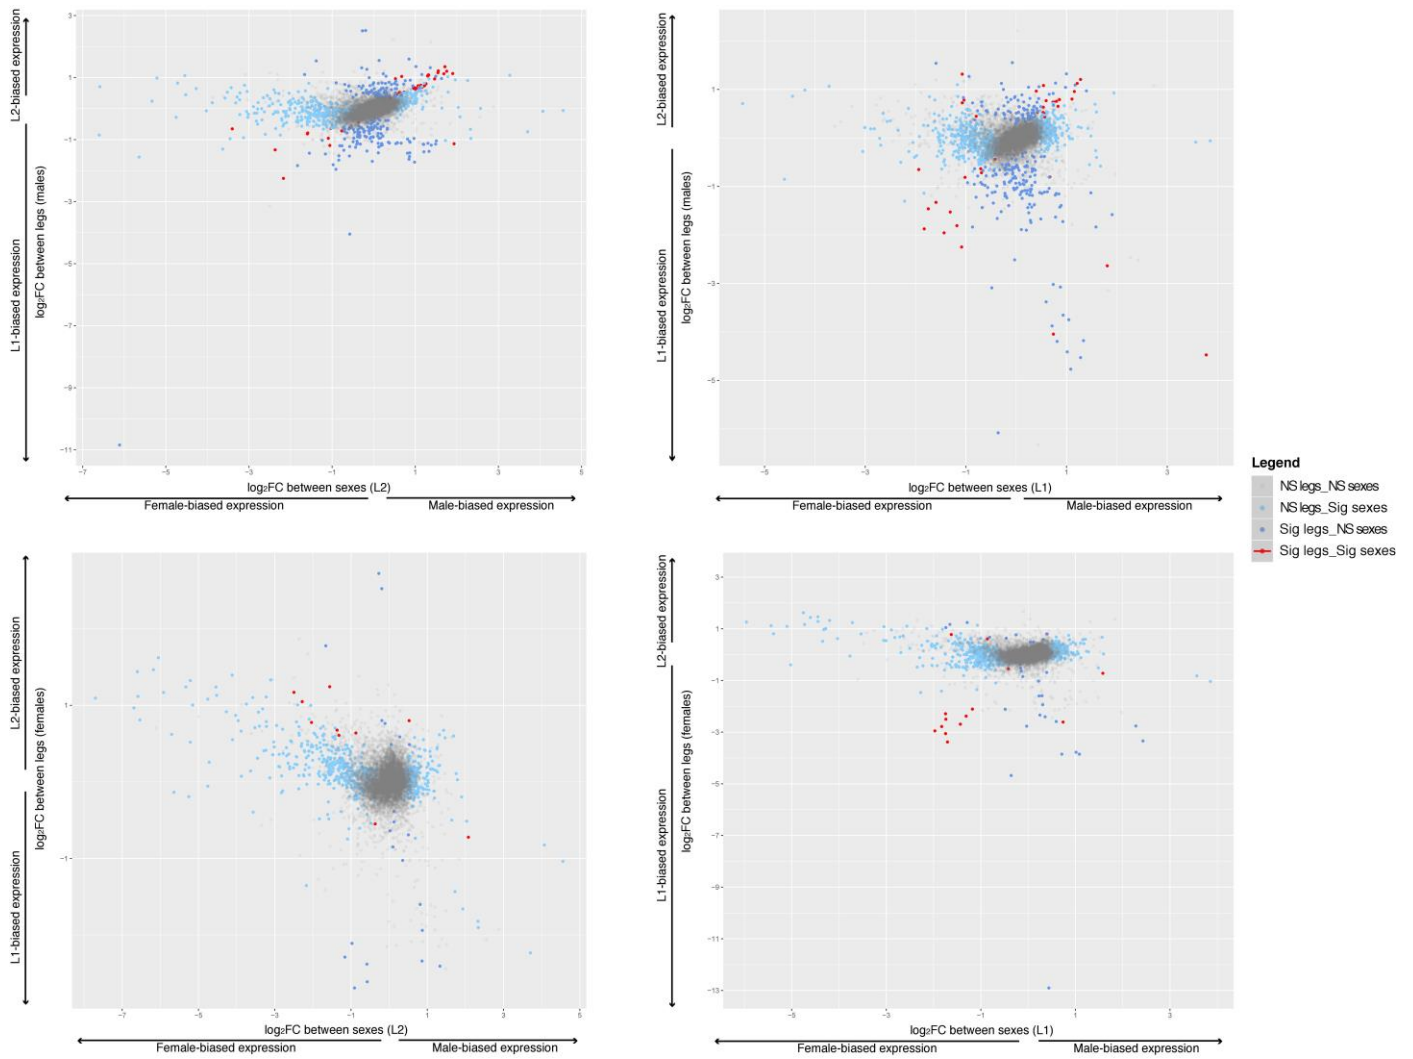 3
1
−1
−3
−5
−7
−9
−11
−7
−5
−3
−1
1
3
5
L2-biased expression
L1-biased expression
log₂FC between legs (males)
log₂FC between sexes (L2)
Female-biased expression
Male-biased expression
1
−1
−3
−5
−5
−3
−1
1
3
L2-biased expression
L1-biased expression
log₂FC between legs (males)
log₂FC between sexes (L1)
Female-biased expression
Male-biased expression
Legend
NS legs_NS sexes
NS legs_Sig sexes
Sig legs_NS sexes
Sig legs_Sig sexes
1
−1
−7
−5
−3
−1
1
3
5
L2-biased expression
L1-biased expression
log₂FC between legs (females)
log₂FC between sexes (L2)
Female-biased expression
Male-biased expression
3
1
−1
−3
−5
−7
−9
−11
−13
−5
−3
−1
1
3
L2-biased expression
L1-biased expression
log₂FC between legs (females)
log₂FC between sexes (L1)
Female-biased expression
Male-biased expression